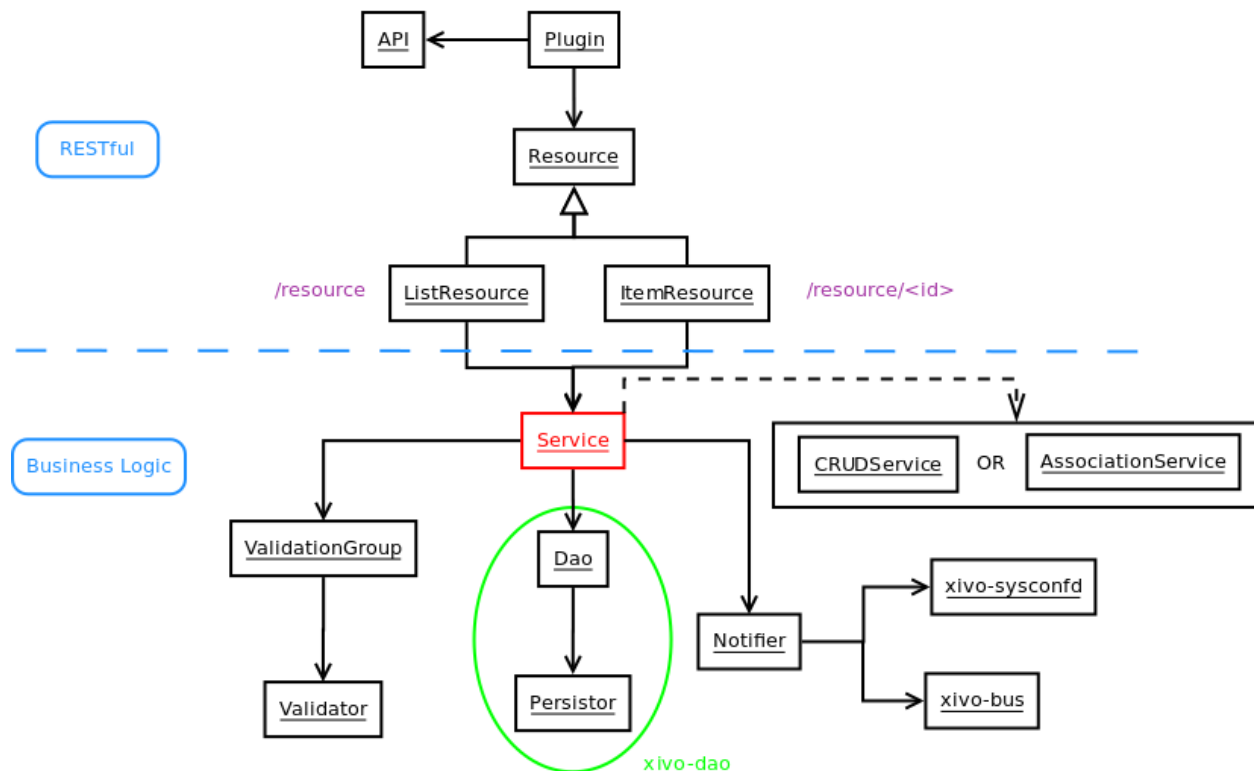 API
Plugin
RESTful
Resource
/resource
ListResource
ItemResource
/resource/<id>
Service
Business Logic
CRUDService
OR
AssociationService
ValidationGroup
Dao
xivo-sysconfd
Notifier
Validator
Persistor
xivo-bus
xivo-dao